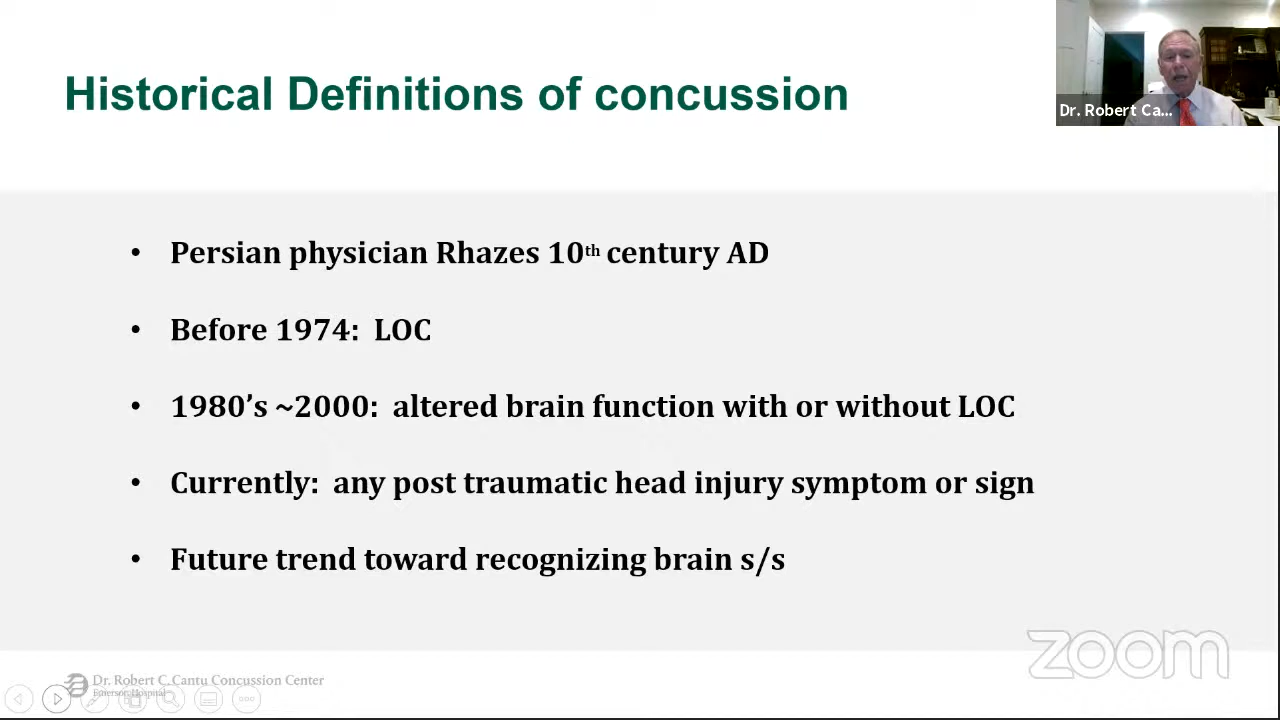 Historical Definitions of concussion
Dr. Robert Ca...
• Persian physician Rhazes 10th century AD
• Before 1974: LOC
• 1980’s ~2000: altered brain function with or without LOC
• Currently: any post traumatic head injury symptom or sign
• Future trend toward recognizing brain s/s
zoom
Dr. Robert C. Cantu Concussion Center
Emerson Hospital